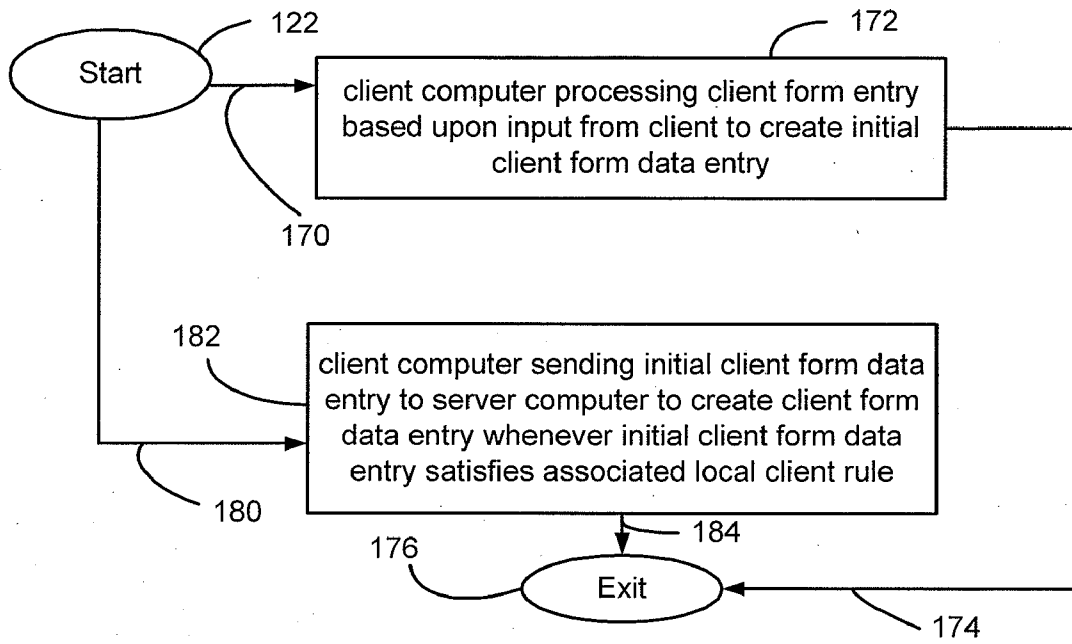 122
Start
172
client computer processing client form entry
based upon input from client to create initial
client form data entry
170
182
client computer sending initial client form data
entry to server computer to create client form
data entry whenever initial client form data
entry satisfies associated local client rule
180
184
176
Exit
174